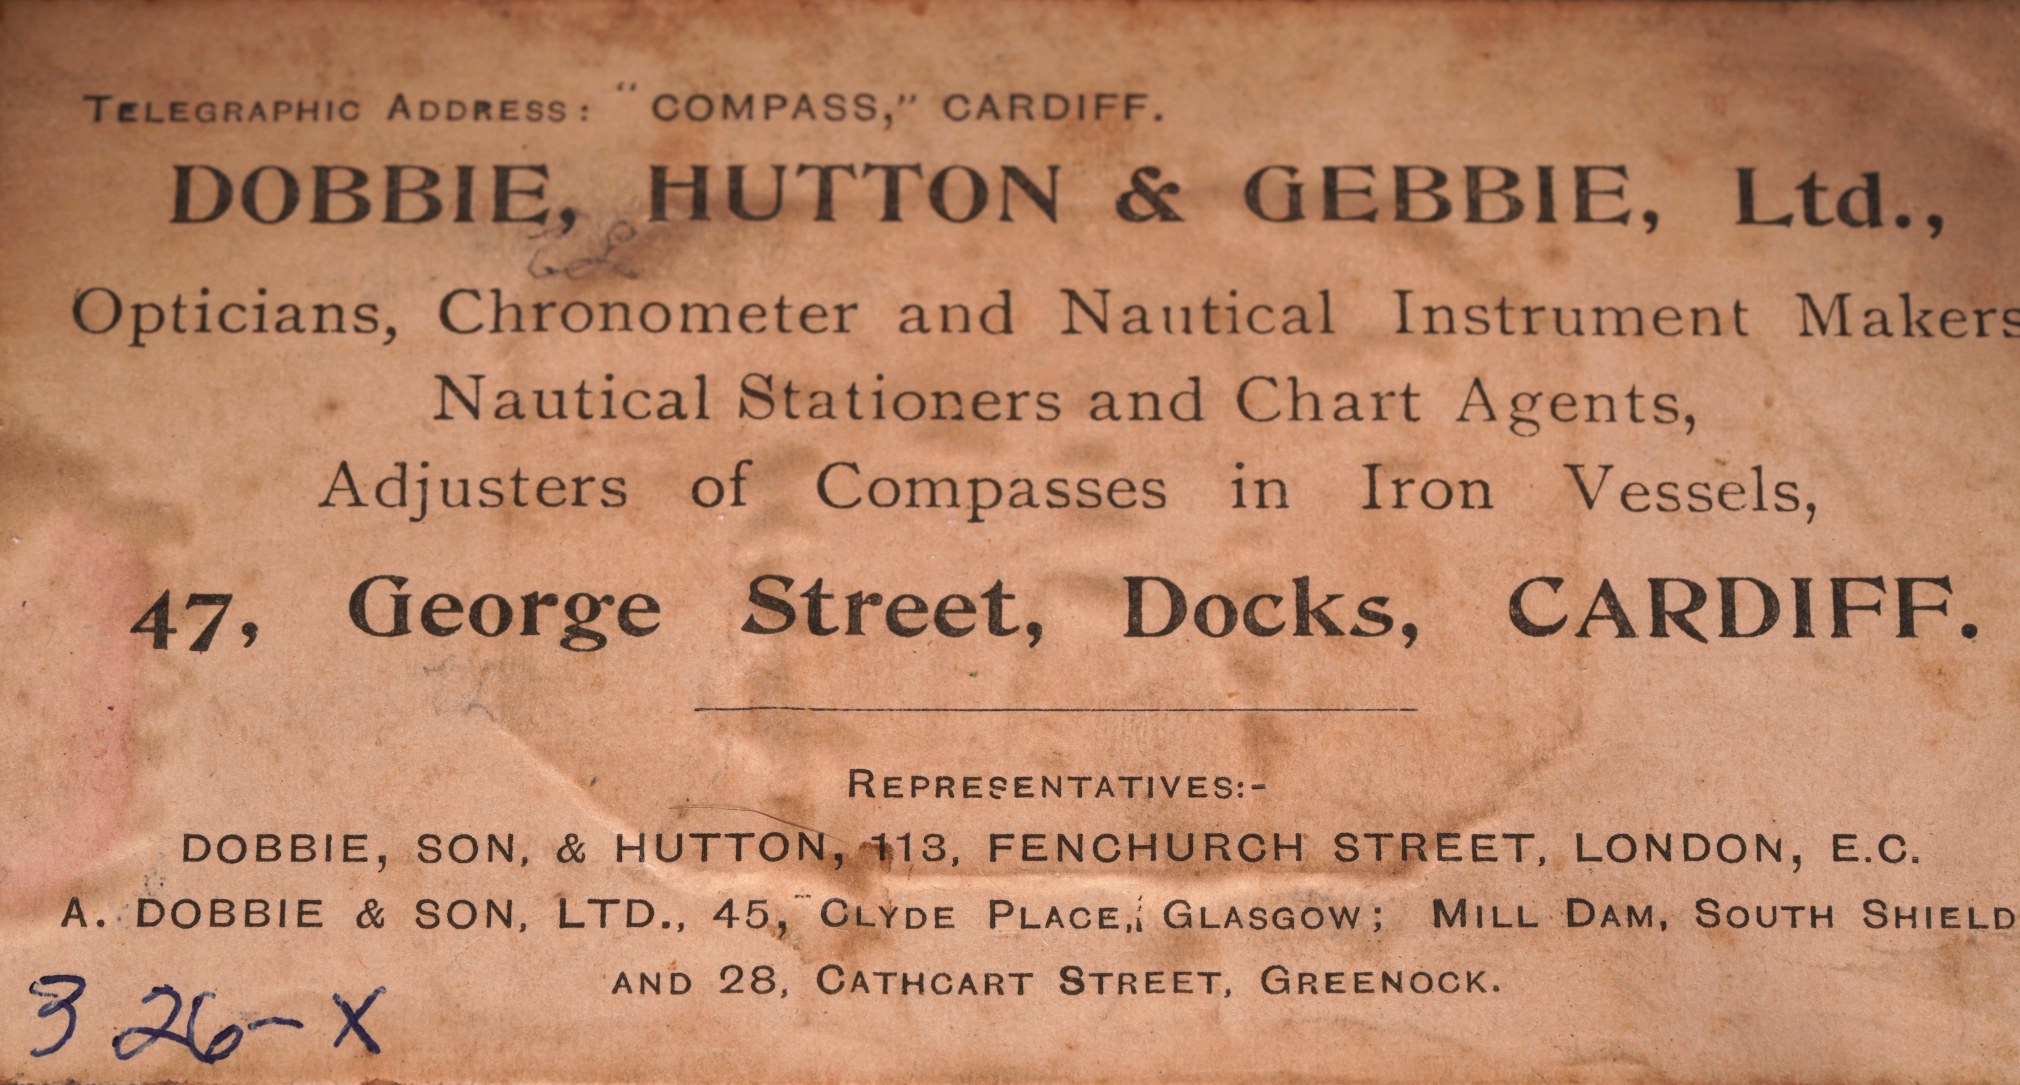 TELEGRAPHIC ADDRESS: "COMPASS," CARDIFF.
DOBBIE, HUTTON & GEBBIE, Ltd.,
Opticians, Chronometer and Nautical Instrument Makers
Nautical Stationers and Chart Agents,
Adjusters of Compasses in Iron Vessels,
47, George Street, Docks, CARDIFF.
REPRESENTATIVES:-
DOBBIE, SON, & HUTTON, 113, FENCHURCH STREET, LONDON, E.C.
A. DOBBIE & SON, LTD., 45, CLYDE PLACE, GLASGOW; MILL DAM, SOUTH SHIELD
AND 28, CATHCART STREET, GREENOCK.
326-X